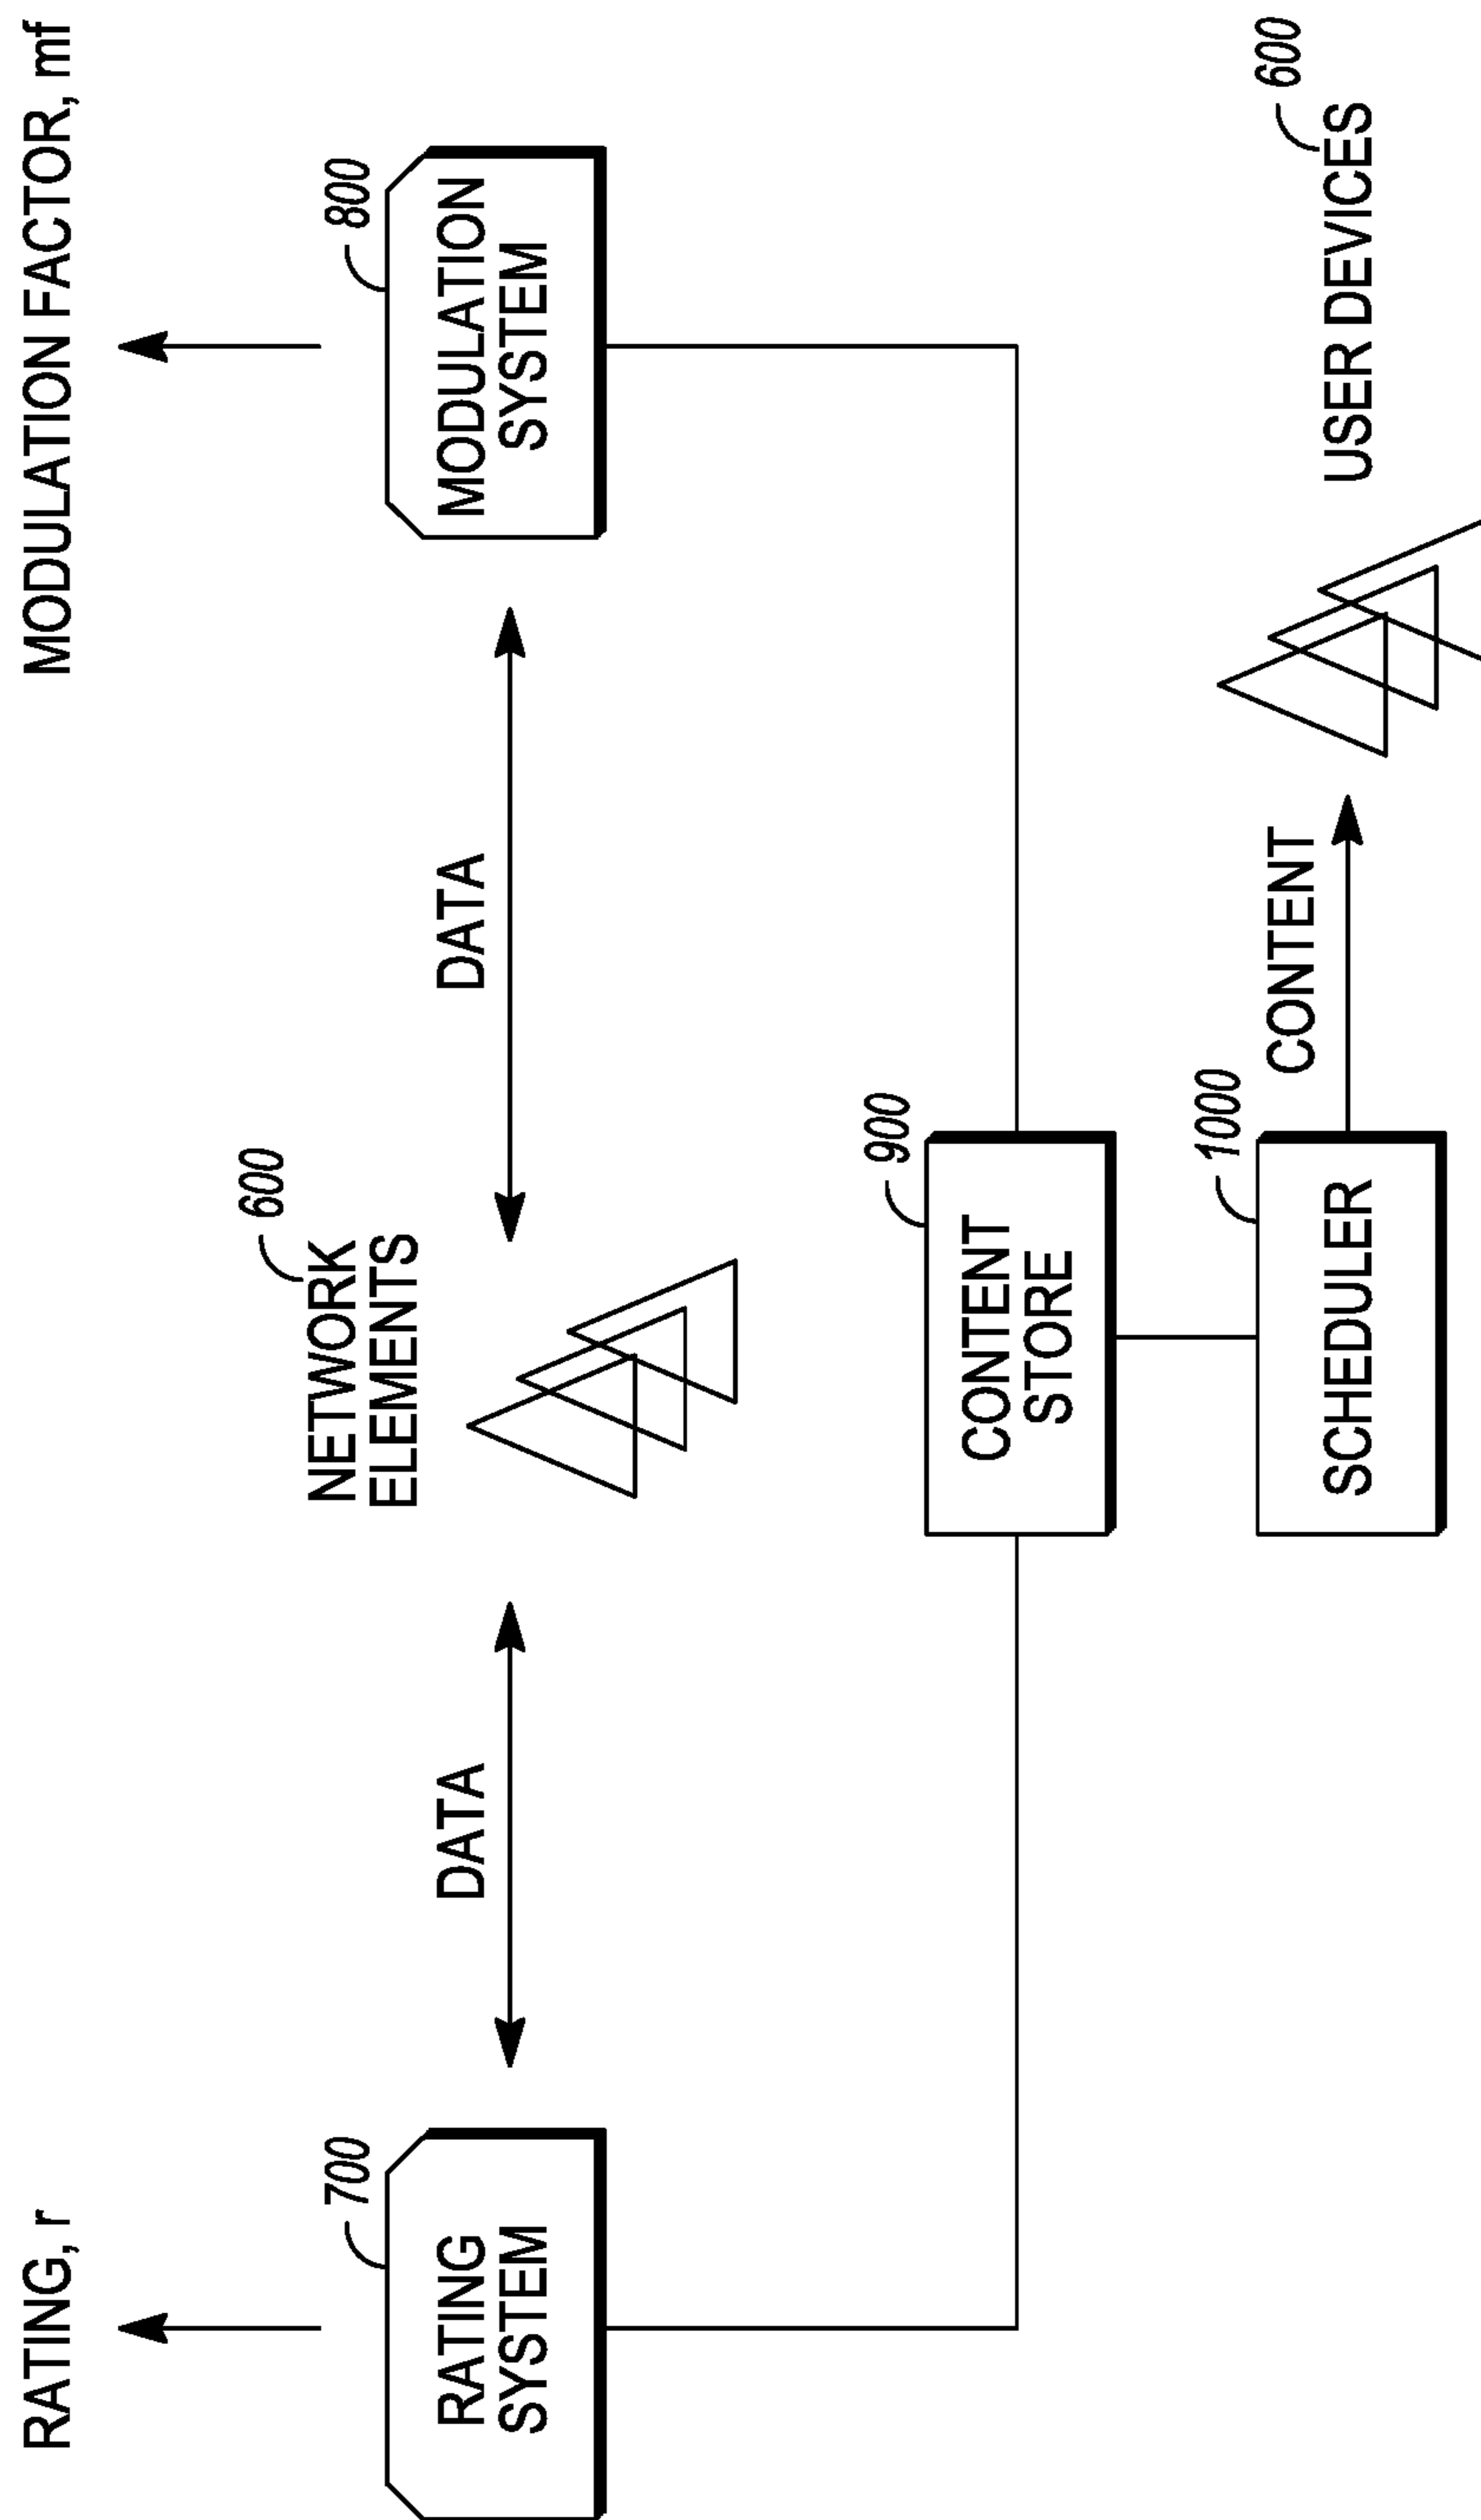 RATING, r
MODULATION FACTOR, mf
700
RATING
SYSTEM
DATA
NETWORK
ELEMENTS
600
DATA
800
MODULATION
SYSTEM
900
CONTENT
STORE
1000
SCHEDULER
CONTENT
USER DEVICES
600